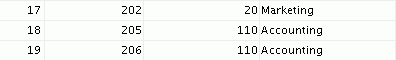 17 202 20 Marketing
18 205 110 Accounting
19 206 110 Accounting